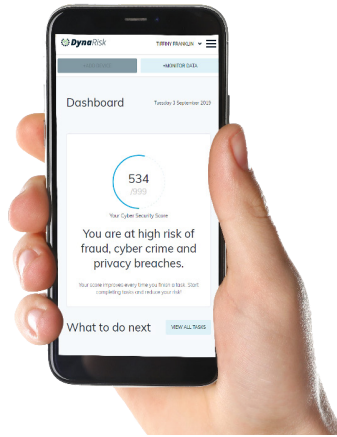 DynaRisk
TIFFINY FRANKLIN
+MONITOR DATA
Dashboard
Tuesday 3 September 2019
534
/999
Your Cyber Security Score
You are at high risk of
fraud, cyber crime and
privacy breaches.
Your score improves every time you finish a task. Start
completing tasks and reduce your risk!
What to do next
VIEW ALL TASKS